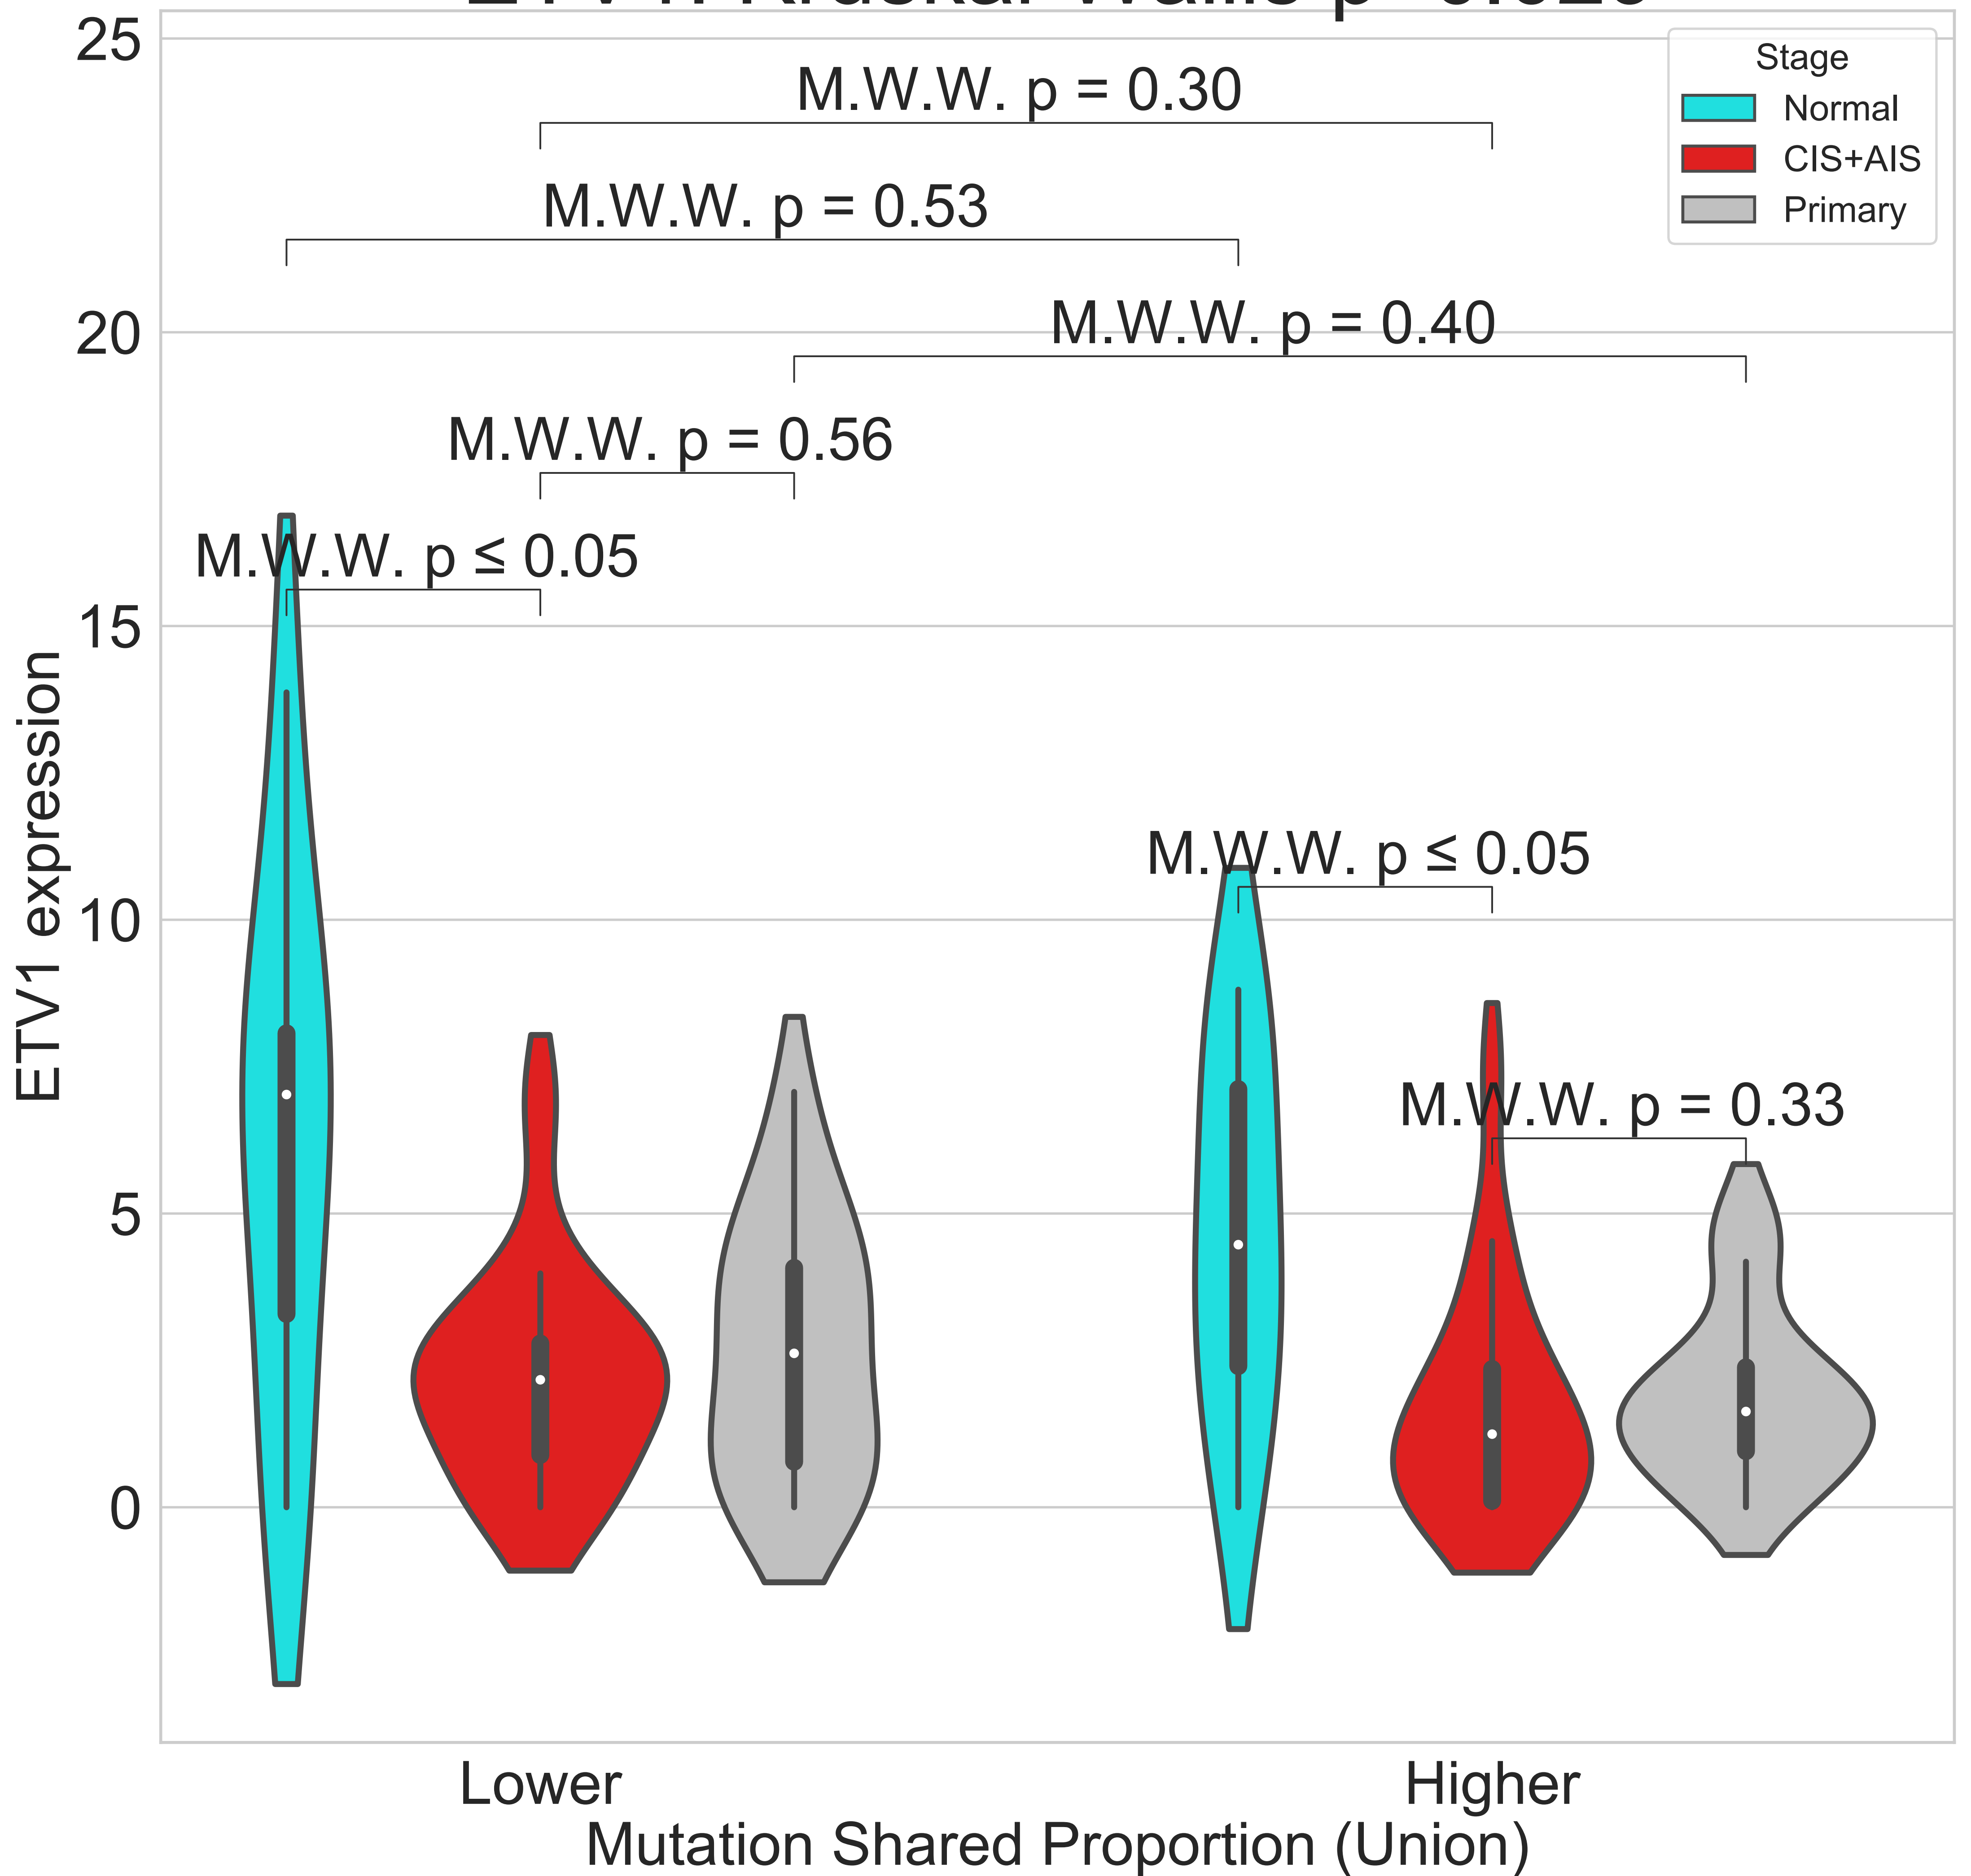 25
Stage
Normal
CIS+AIS
Primary
M.W.W. p = 0.30
M.W.W. p = 0.53
20
M.W.W. p = 0.40
M.W.W. p = 0.56
M.W.W. p ≤ 0.05
15
10
M.W.W. p ≤ 0.05
M.W.W. p = 0.33
5
0
ETV1 expression
Lower
Higher
Mutation Shared Proportion (Union)